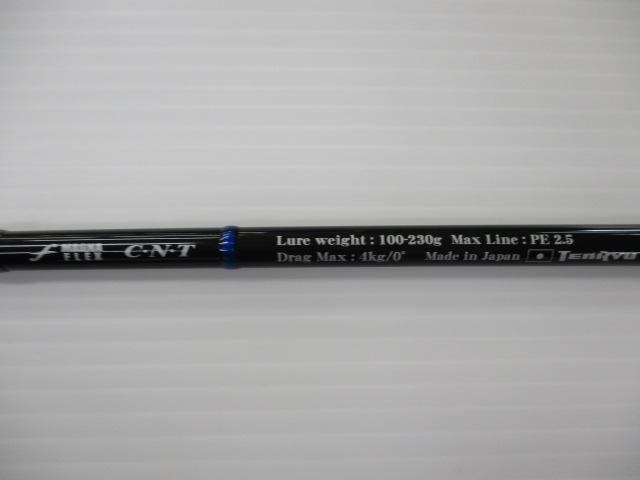 f MAGNA FLEX C·N·T
Lure weight : 100-230g Max Line : PE 2.5
Drag Max : 4kg/0° Made in Japan TENRYU